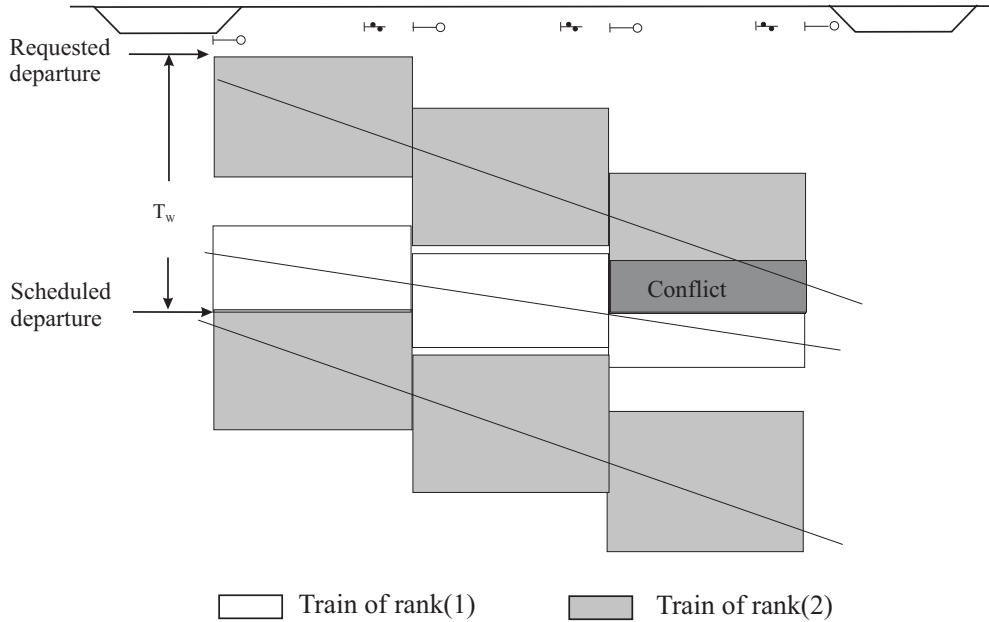 Requested
departure
T_w
Scheduled
departure
Conflict
Train of rank(1)
Train of rank(2)